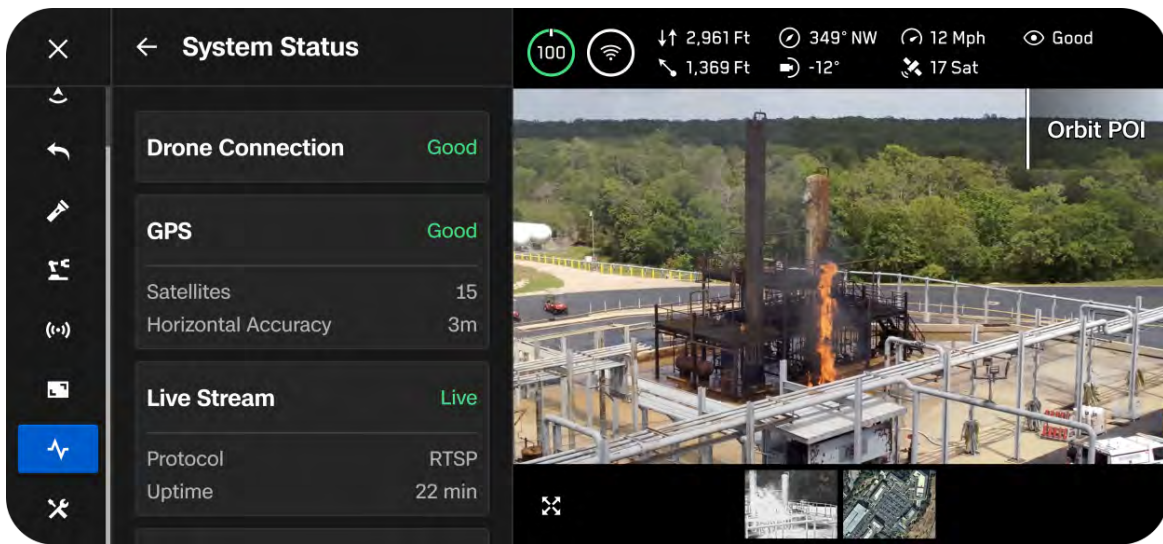 System Status
Drone Connection Good
GPS Good
Satellites 15
Horizontal Accuracy 3m
Live Stream Live
Protocol RTSP
Uptime 22 min
100 2,961 Ft 349° NW 12 Mph Good
1,369 Ft -12° 17 Sat
Orbit POI